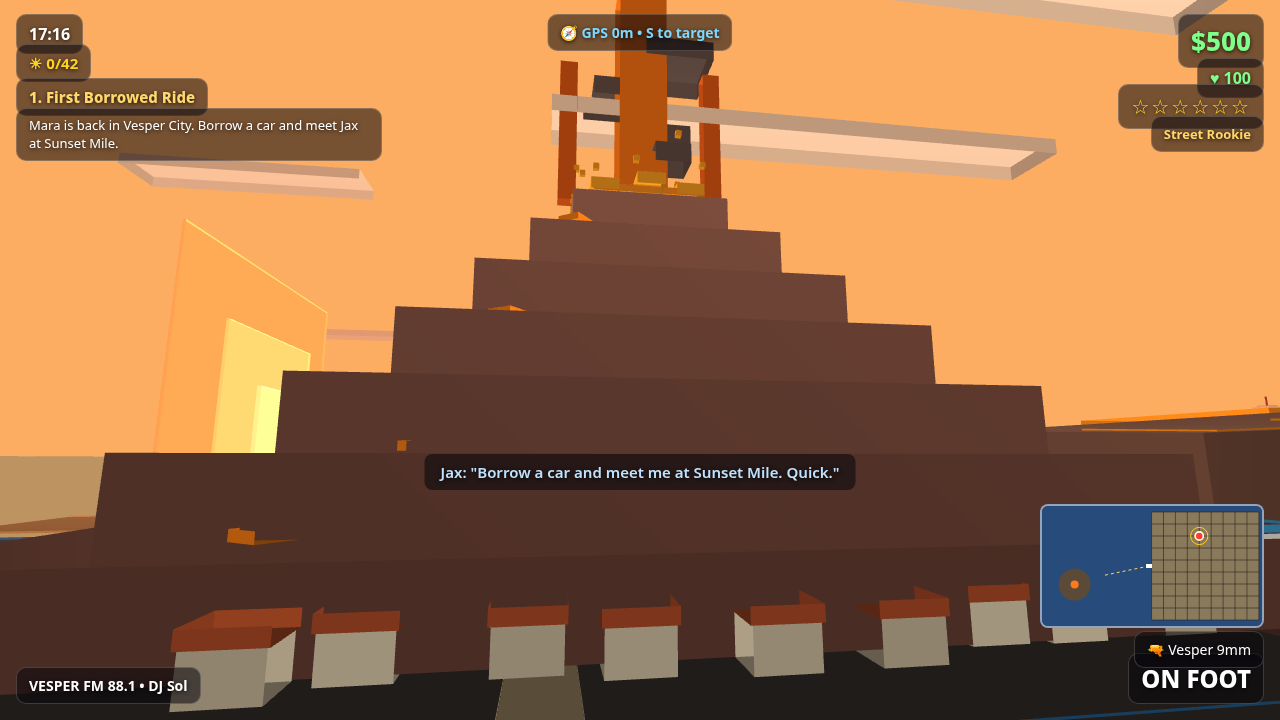 17:16
☀ 0/42
1. First Borrowed Ride
Mara is back in Vesper City. Borrow a car and meet Jax
at Sunset Mile.
🧭 GPS 0m • S to target
$500
♥ 100
☆☆☆☆☆☆
Street Rookie
Jax: "Borrow a car and meet me at Sunset Mile. Quick."
VESPER FM 88.1 • DJ Sol
🔫 Vesper 9mm
ON FOOT